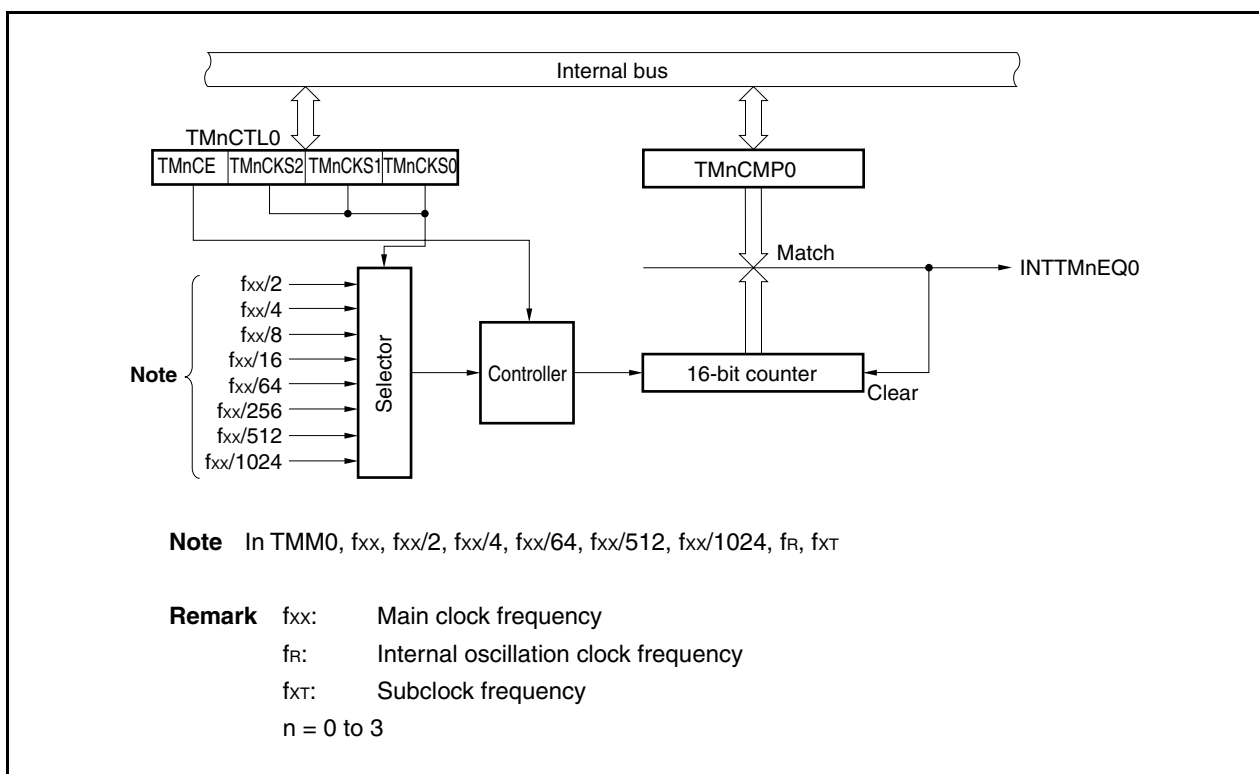 Internal bus
TMnCTL0
TMnCE TMnCKS2 TMnCKS1 TMnCKS0
TMnCMP0
Match
INTTMnEQ0
Note
fxx/2
fxx/4
fxx/8
fxx/16
fxx/64
fxx/256
fxx/512
fxx/1024
Selector
Controller
16-bit counter
Clear
Note In TMM0, fxx, fxx/2, fxx/4, fxx/64, fxx/512, fxx/1024, fR, fXT
Remark fxx: Main clock frequency
fR: Internal oscillation clock frequency
fXT: Subclock frequency
n = 0 to 3